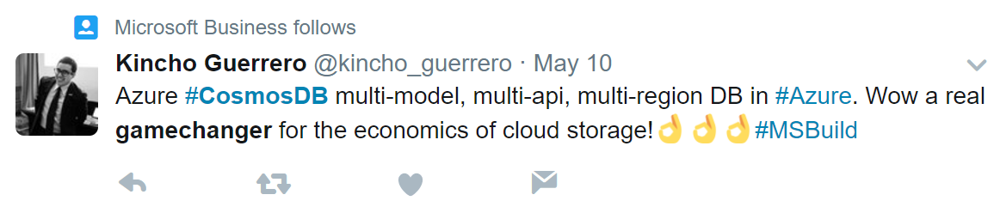 Microsoft Business follows
Kincho Guerrero @kincho_guerrero · May 10
Azure #CosmosDB multi-model, multi-api, multi-region DB in #Azure. Wow a real
gamechanger for the economics of cloud storage!👌👌👌#MSBuild